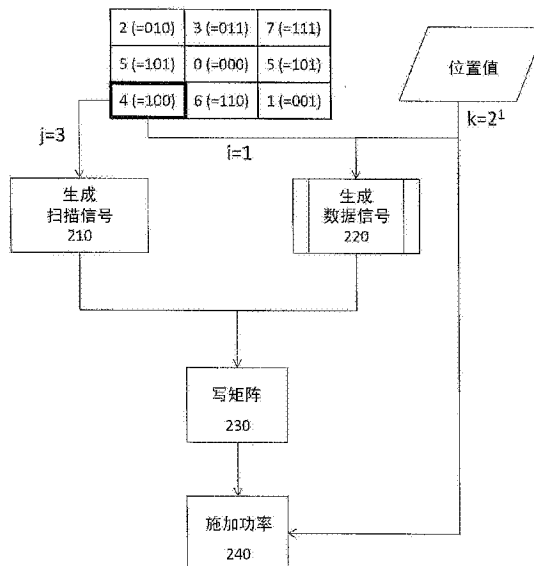 2 (=010) 3 (=011) 7 (=111)
5 (=101) 0 (=000) 5 (=101)
4 (=100) 6 (=110) 1 (=001)
位置值
k=2¹
j=3
i=1
生成
扫描信号
210
生成
数据信号
220
写矩阵
230
施加功率
240